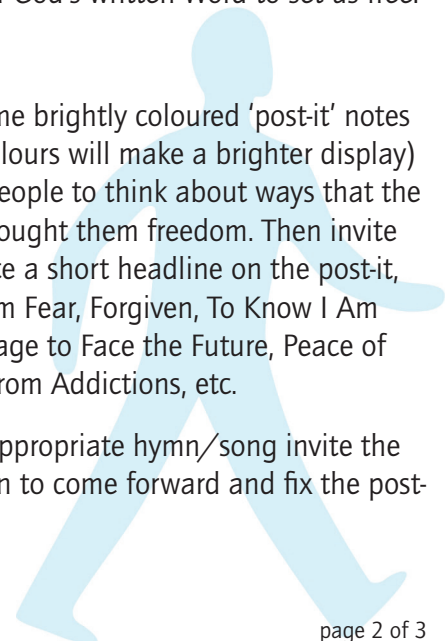 God's written Word to set us free.
me brightly coloured 'post-it' notes
lours will make a brighter display)
eople to think about ways that the
ought them freedom. Then invite
te a short headline on the post-it,
m Fear, Forgiven, To Know I Am
age to Face the Future, Peace of
rom Addictions, etc.
ppropriate hymn/song invite the
n to come forward and fix the post-
page 2 of 3